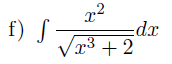 f) ∫ x² / √(x³ + 2) dx